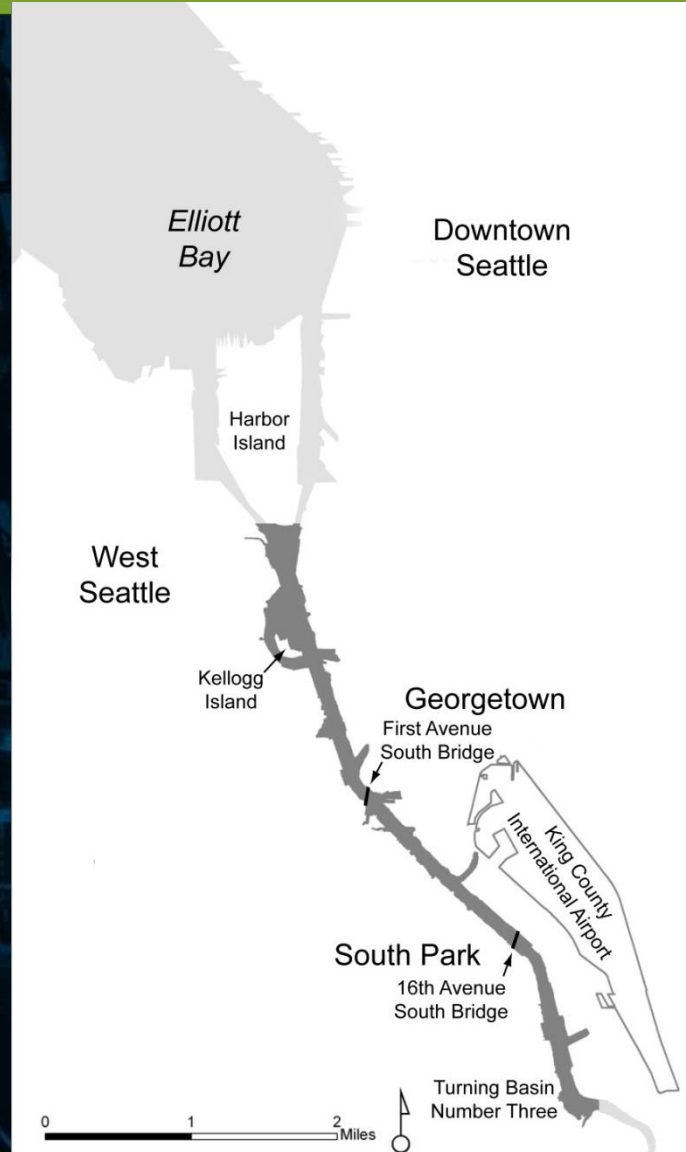 Elliott
Bay
Downtown
Seattle
Harbor
Island
West
Seattle
Kellogg
Island
Georgetown
First Avenue
South Bridge
King County
International Airport
South Park
16th Avenue
South Bridge
Turning Basin
Number Three
0 1 2 Miles